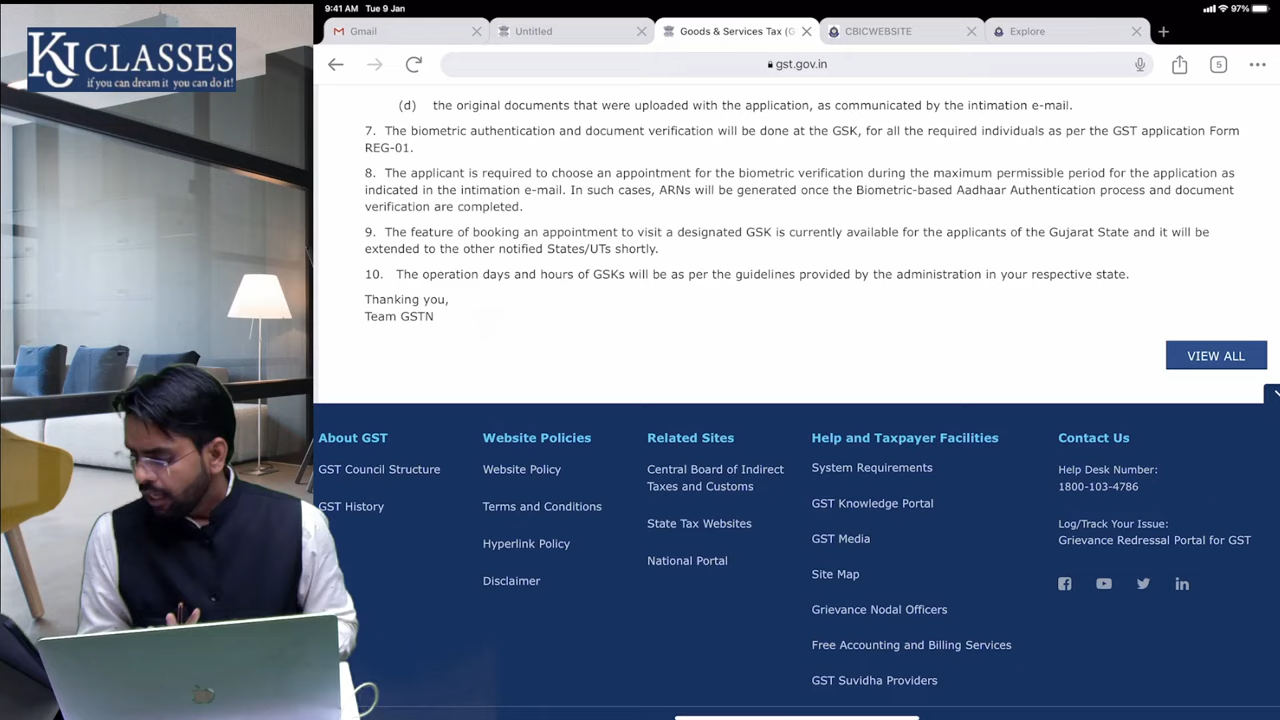 9:41 AM Tue 9 Jan
97%
KJ CLASSES
if you can dream it you can do it!
Gmail
Untitled
Goods & Services Tax (G
CBICWEBSITE
Explore
gst.gov.in
5
(d) the original documents that were uploaded with the application, as communicated by the intimation e-mail.
7. The biometric authentication and document verification will be done at the GSK, for all the required individuals as per the GST application Form
REG-01.
8. The applicant is required to choose an appointment for the biometric verification during the maximum permissible period for the application as
indicated in the intimation e-mail. In such cases, ARNs will be generated once the Biometric-based Aadhaar Authentication process and document
verification are completed.
9. The feature of booking an appointment to visit a designated GSK is currently available for the applicants of the Gujarat State and it will be
extended to the other notified States/UTs shortly.
10. The operation days and hours of GSKs will be as per the guidelines provided by the administration in your respective state.
Thanking you,
Team GSTN
VIEW ALL
About GST
GST Council Structure
GST History
Website Policies
Website Policy
Terms and Conditions
Hyperlink Policy
Disclaimer
Related Sites
Central Board of Indirect
Taxes and Customs
State Tax Websites
National Portal
Help and Taxpayer Facilities
System Requirements
GST Knowledge Portal
GST Media
Site Map
Grievance Nodal Officers
Free Accounting and Billing Services
GST Suvidha Providers
Contact Us
Help Desk Number:
1800-103-4786
Log/Track Your Issue:
Grievance Redressal Portal for GST